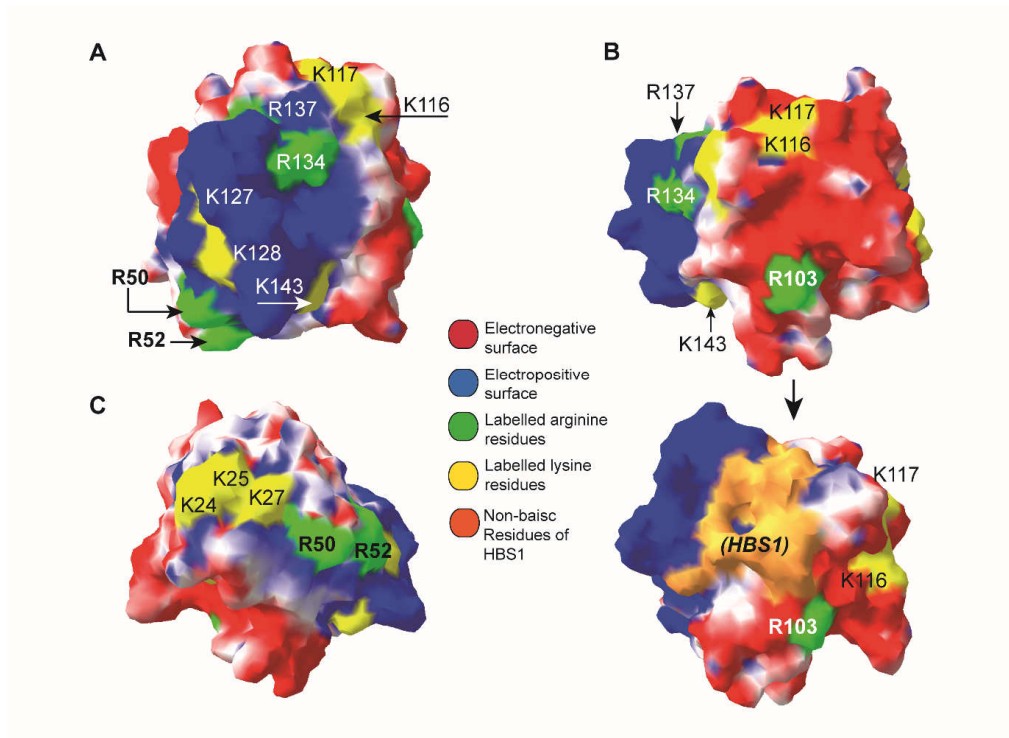 A
K117
K116
R137
R134
K127
K128
K143
R50
R52
B
R137
K117
K116
R134
R103
K143
Electronegative
surface
Electropositive
surface
Labelled arginine
residues
Labelled lysine
residues
Non-baisc
Residues of
HBS1
C
K25
K24
K27
R50
R52
K117
(HBS1)
K116
R103